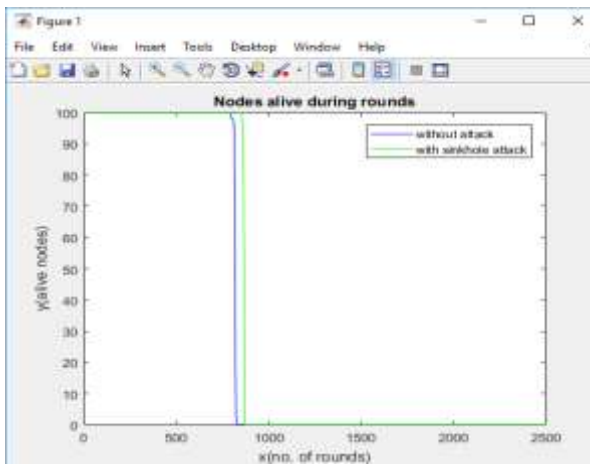 Figure 1
File Edit View Insert Tools Desktop Window Help
Nodes alive during rounds
without attack
with sinkhole attack
y(alive nodes)
100
90
80
70
60
50
40
30
20
10
0
0 500 1000 1500 2000 2500
x(no. of rounds)